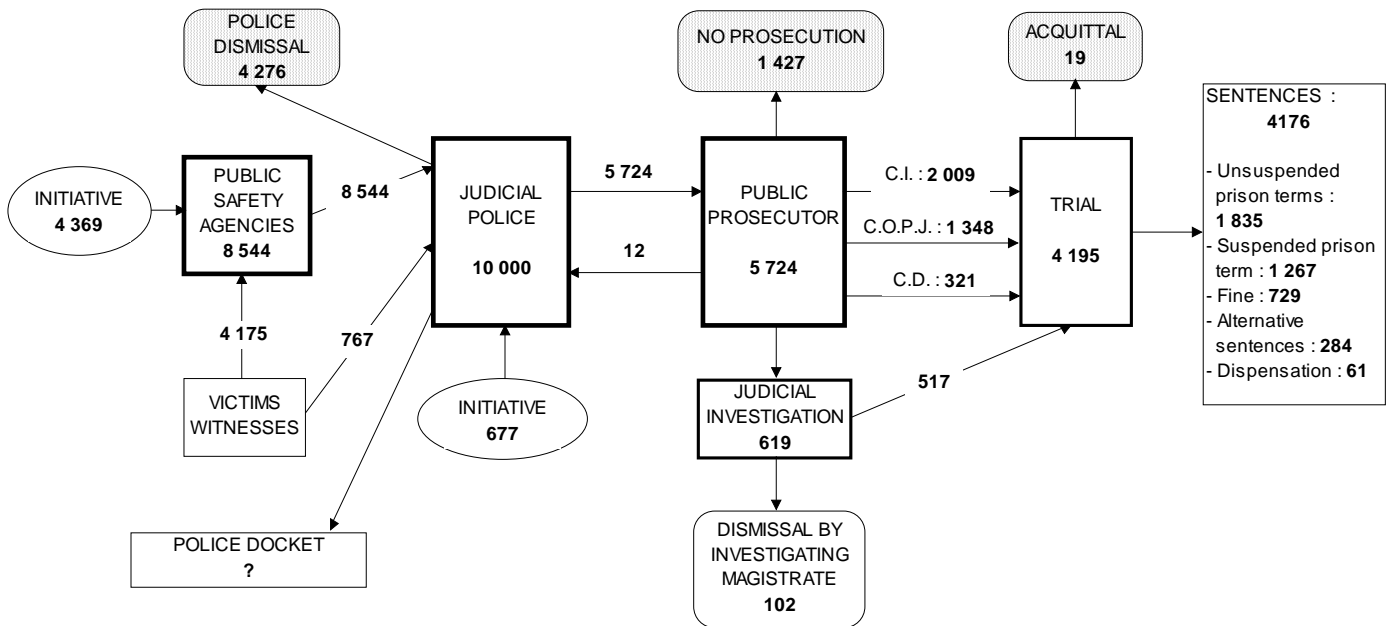 POLICE
DISMISSAL
4 276
NO PROSECUTION
1 427
ACQUITTAL
19
INITIATIVE
4 369
PUBLIC
SAFETY
AGENCIES
8 544
8 544
JUDICIAL
POLICE
10 000
5 724
12
PUBLIC
PROSECUTOR
5 724
C.I. : 2 009
C.O.P.J. : 1 348
C.D. : 321
TRIAL
4 195
SENTENCES :
4176
- Unsuspended
prison terms :
1 835
- Suspended prison
term : 1 267
- Fine : 729
- Alternative
sentences : 284
- Dispensation : 61
4 175
767
VICTIMS
WITNESSES
INITIATIVE
677
JUDICIAL
INVESTIGATION
619
517
POLICE DOCKET
?
DISMISSAL BY
INVESTIGATING
MAGISTRATE
102